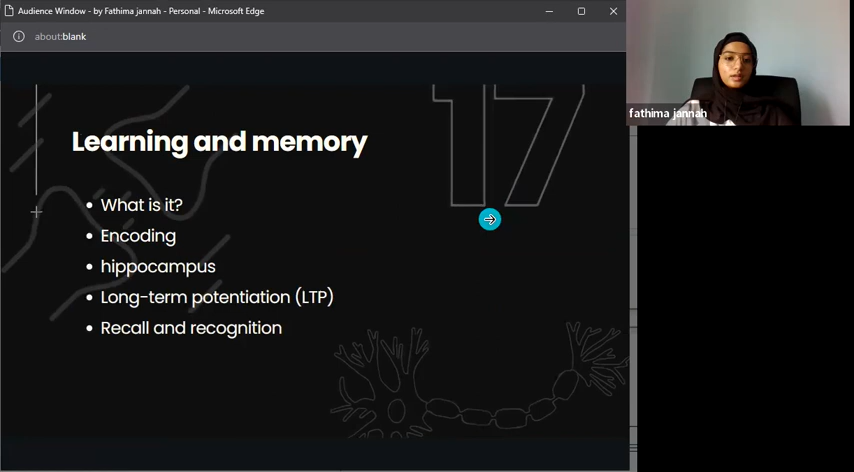 Audience Window - by Fathima jannah - Personal - Microsoft Edge
about:blank
fathima jannah
17
Learning and memory
What is it?
Encoding
hippocampus
Long-term potentiation (LTP)
Recall and recognition